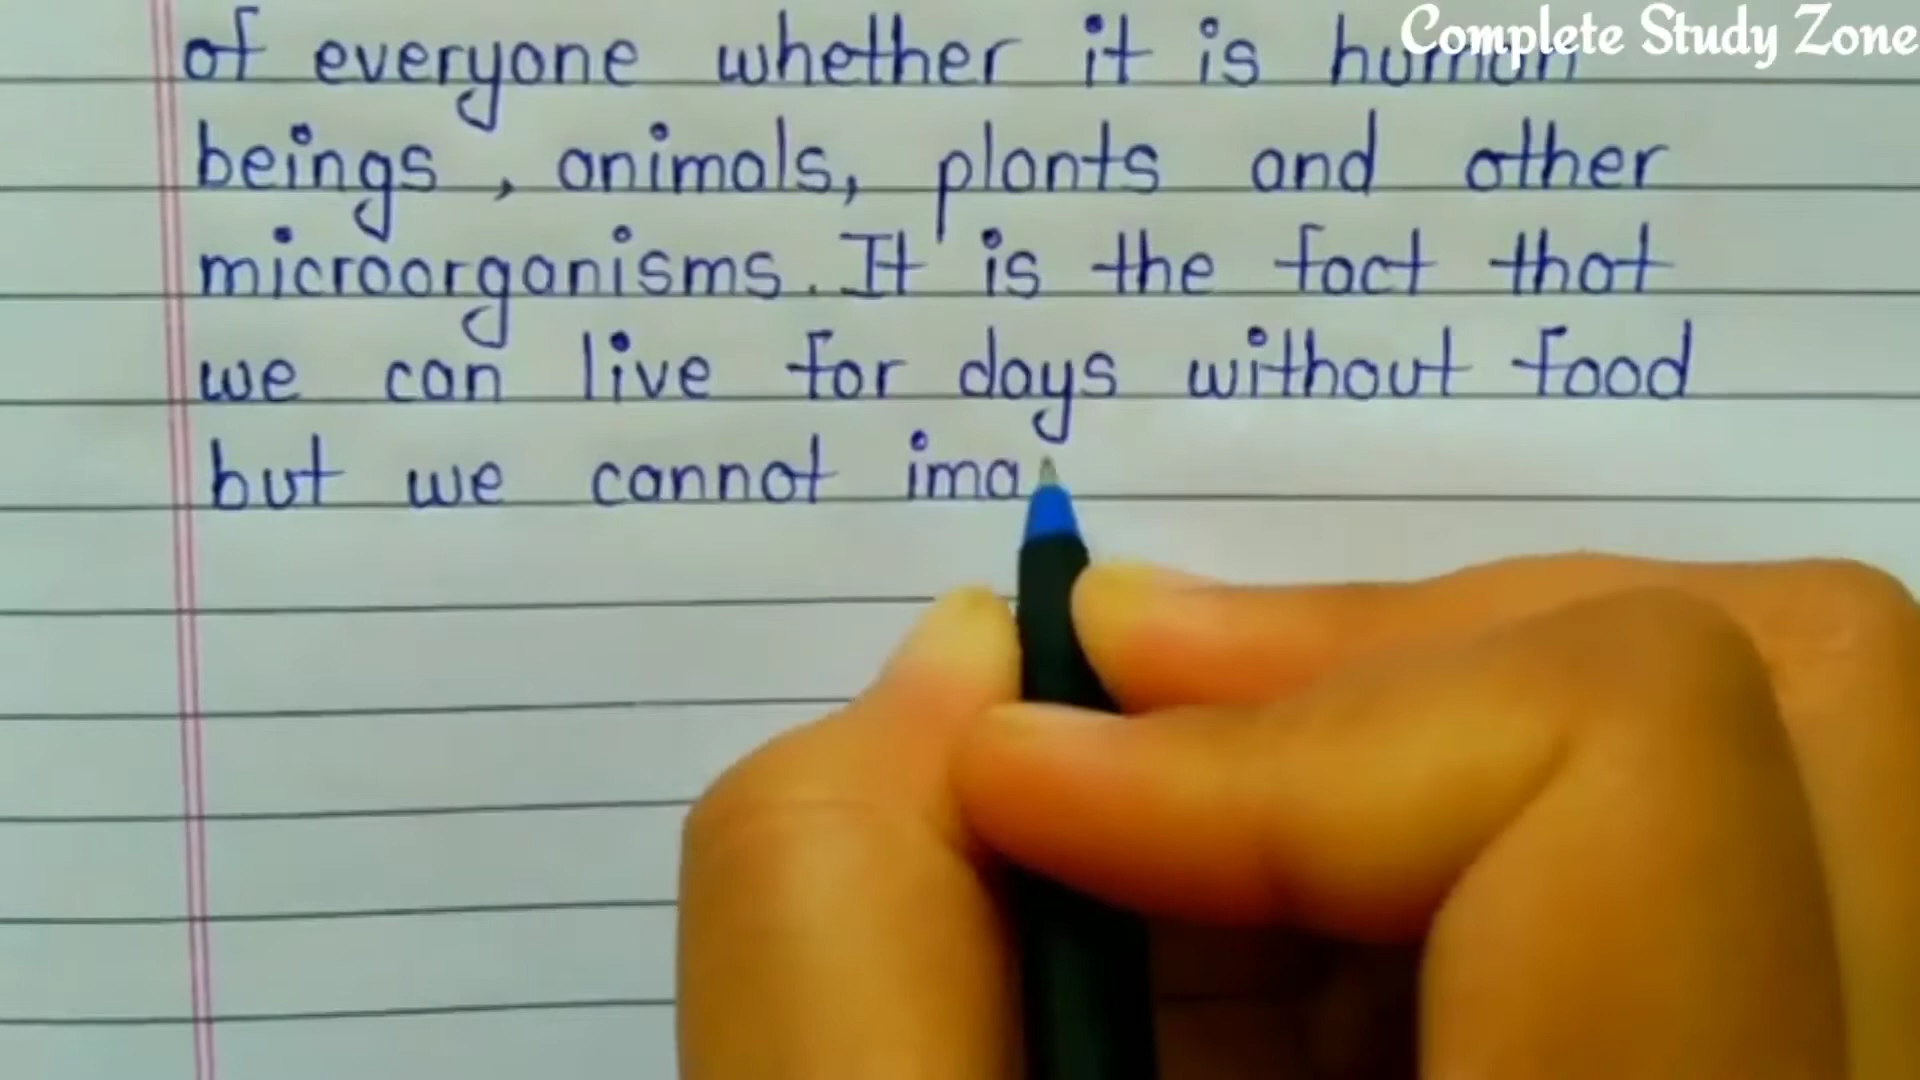 Complete Study Zone
of everyone whether it is human
beings , animals, plants and other
microorganisms. It is the fact that
we can live for days without food
but we cannot ima